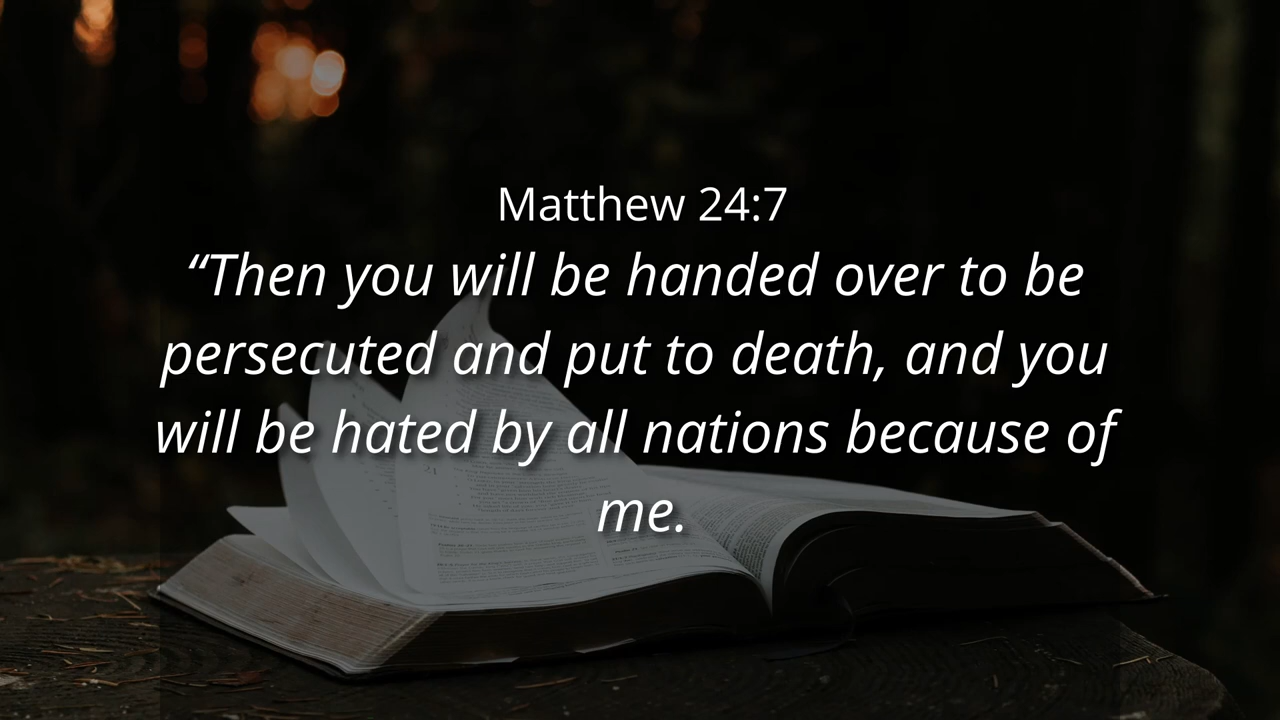 Matthew 24:7
“Then you will be handed over to be
persecuted and put to death, and you
will be hated by all nations because of
me.
21